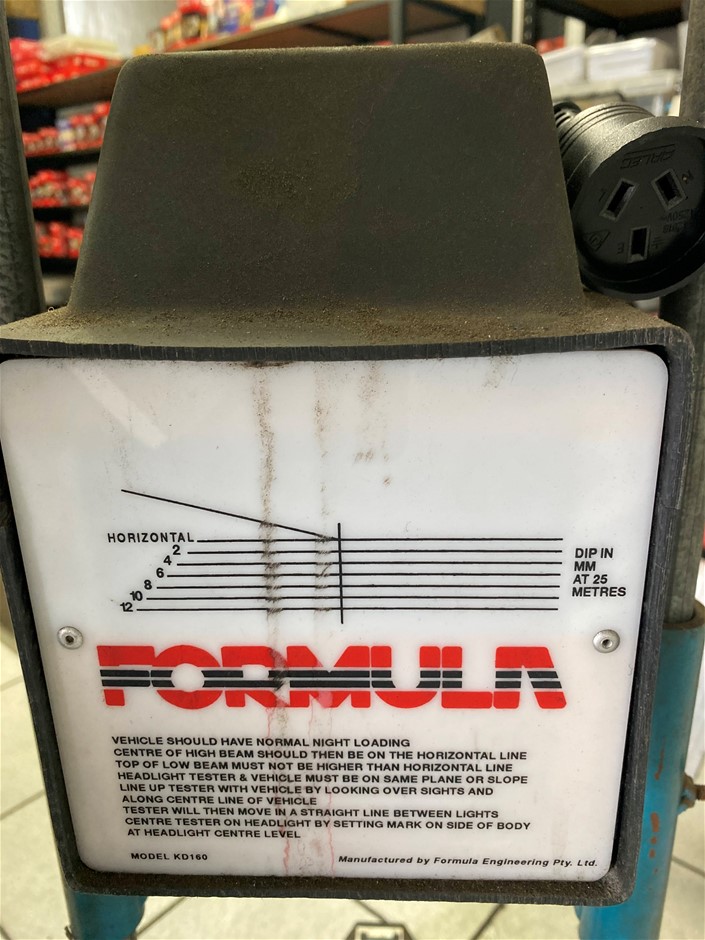 ARLEC
L
N
E
HORIZONTAL
2
4
6
8
10
12
DIP IN
MM
AT 25
METRES
FORMULA
VEHICLE SHOULD HAVE NORMAL NIGHT LOADING
CENTRE OF HIGH BEAM SHOULD THEN BE ON THE HORIZONTAL LINE
TOP OF LOW BEAM MUST NOT BE HIGHER THAN HORIZONTAL LINE
HEADLIGHT TESTER & VEHICLE MUST BE ON SAME PLANE OR SLOPE
LINE UP TESTER WITH VEHICLE BY LOOKING OVER SIGHTS AND
ALONG CENTRE LINE OF VEHICLE
TESTER WILL THEN MOVE IN A STRAIGHT LINE BETWEEN LIGHTS
CENTRE TESTER ON HEADLIGHT BY SETTING MARK ON SIDE OF BODY
AT HEADLIGHT CENTRE LEVEL
MODEL KD160
Manufactured by Formula Engineering Pty. Ltd.